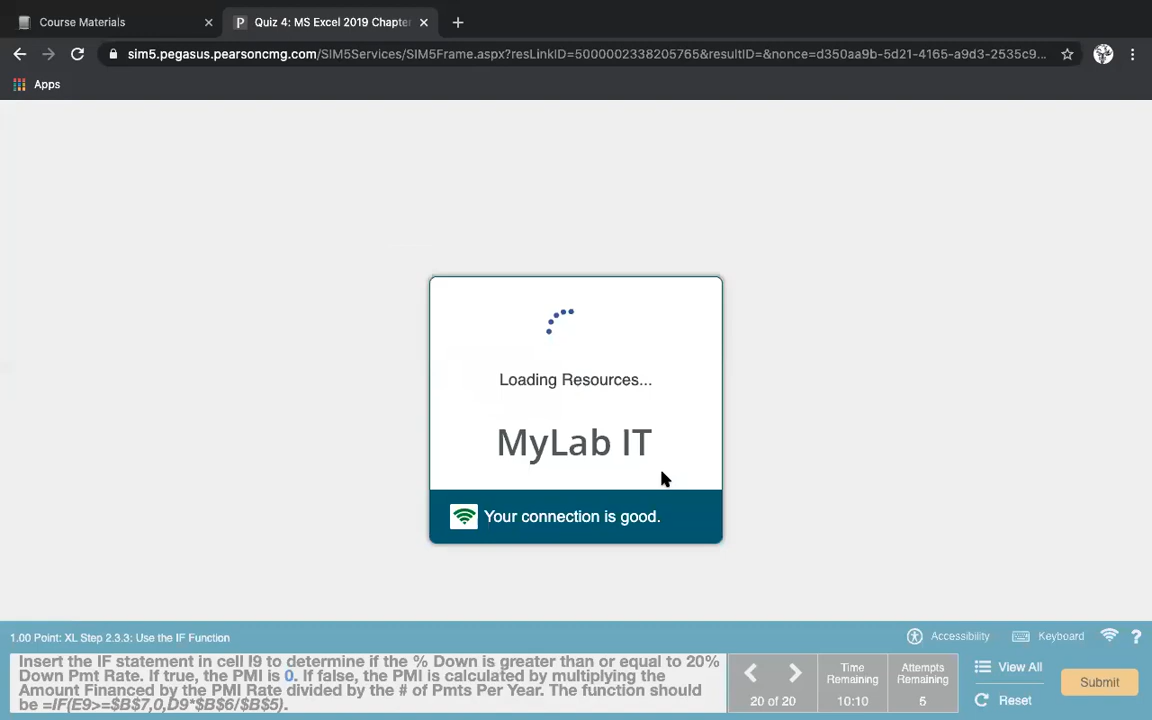 Course Materials
Quiz 4: MS Excel 2019 Chapter
sim5.pegasus.pearsoncmg.com/SIM5Services/SIM5Frame.aspx?resLinkID=5000002338205765&resultID=&nonce=d350aa9b-5d21-4165-a9d3-2535c9...
Apps
Loading Resources...
MyLab IT
Your connection is good.
1.00 Point: XL Step 2.3.3: Use the IF Function
Accessibility
Keyboard
?
Insert the IF statement in cell I9 to determine if the % Down is greater than or equal to 20%
Down Pmt Rate. If true, the PMI is 0. If false, the PMI is calculated by multiplying the
Amount Financed by the PMI Rate divided by the # of Pmts Per Year. The function should
be =IF(E9>=$B$7,0,D9*$B$6/$B$5).
20 of 20
Time
Remaining
10:10
Attempts
Remaining
5
View All
Reset
Submit